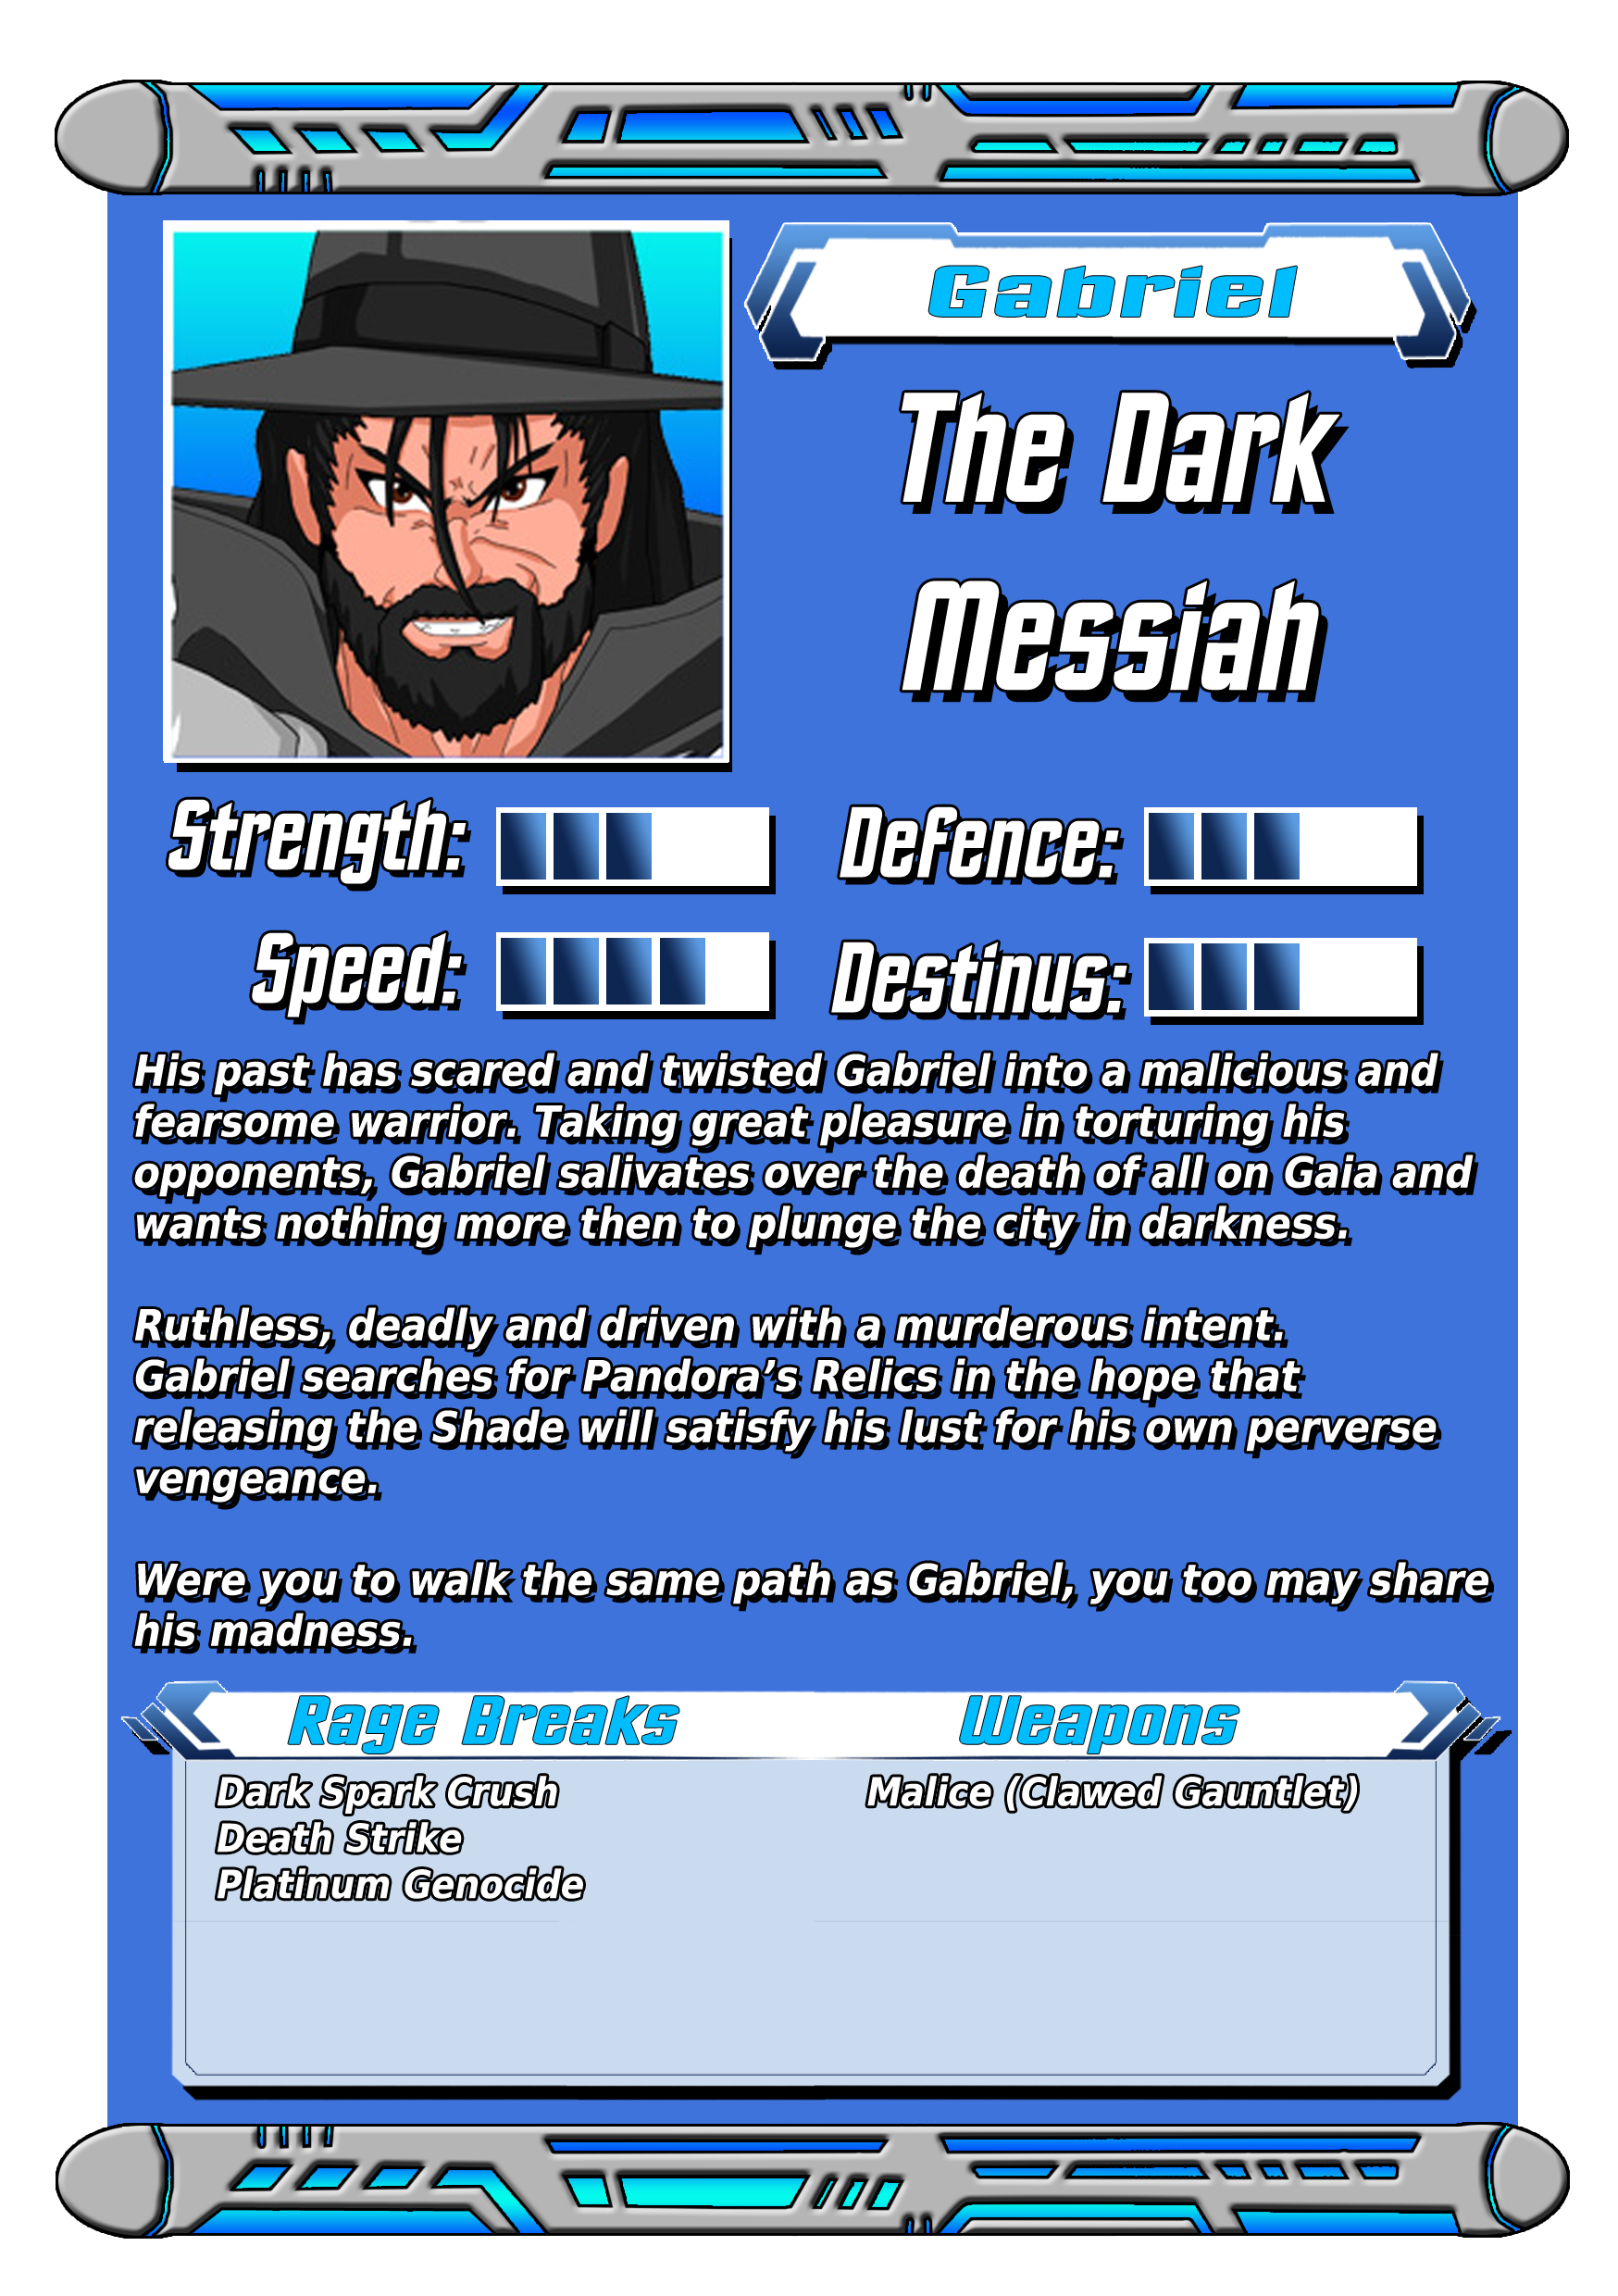 Gabriel
The Dark
Messiah
Strength:
Defence:
Speed:
Destinus:
His past has scared and twisted Gabriel into a malicious and
fearsome warrior. Taking great pleasure in torturing his
opponents, Gabriel salivates over the death of all on Gaia and
wants nothing more then to plunge the city in darkness.
Ruthless, deadly and driven with a murderous intent.
Gabriel searches for Pandora’s Relics in the hope that
releasing the Shade will satisfy his lust for his own perverse
vengeance.
Were you to walk the same path as Gabriel, you too may share
his madness.
Rage Breaks
Weapons
Dark Spark Crush
Malice (Clawed Gauntlet)
Death Strike
Platinum Genocide